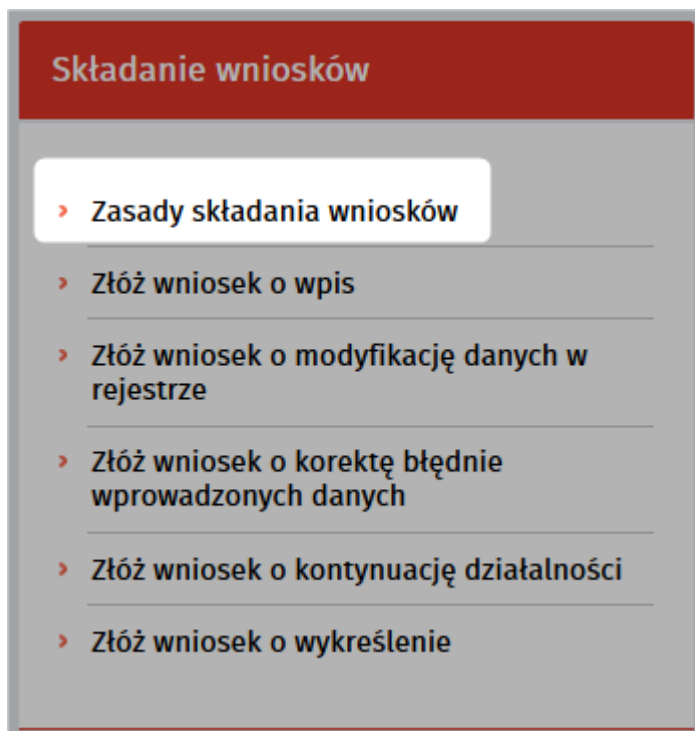 Składanie wniosków
Zasady składania wniosków
Złóż wniosek o wpis
Złóż wniosek o modyfikację danych w
rejestrze
Złóż wniosek o korektę błędnie
wprowadzonych danych
Złóż wniosek o kontynuację działalności
Złóż wniosek o wykreślenie